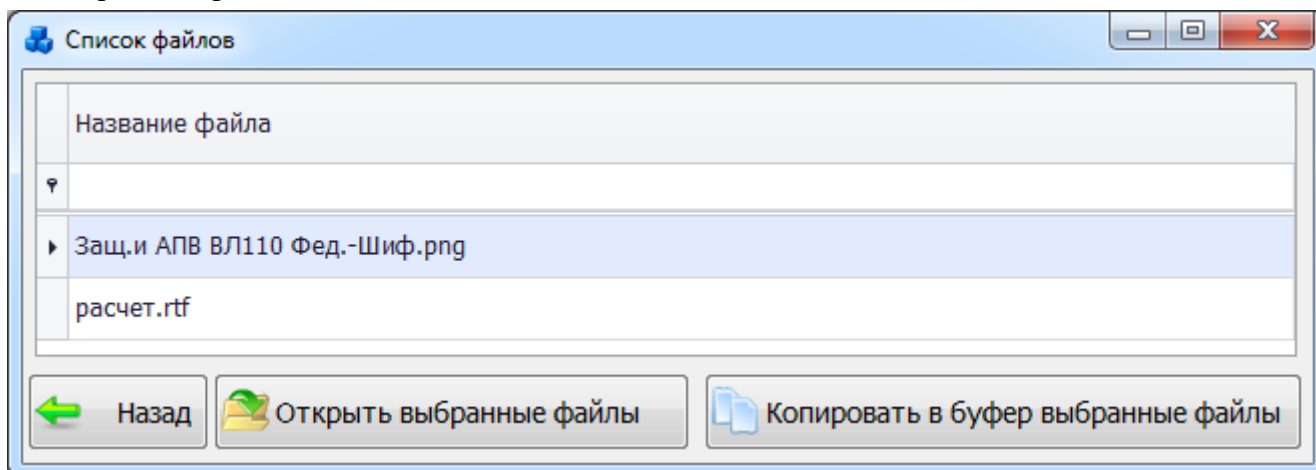 Список файлов
Название файла
Защ.и АПВ ВЛ110 Фед.-Шиф.png
расчет.rtf
Назад
Открыть выбранные файлы
Копировать в буфер выбранные файлы